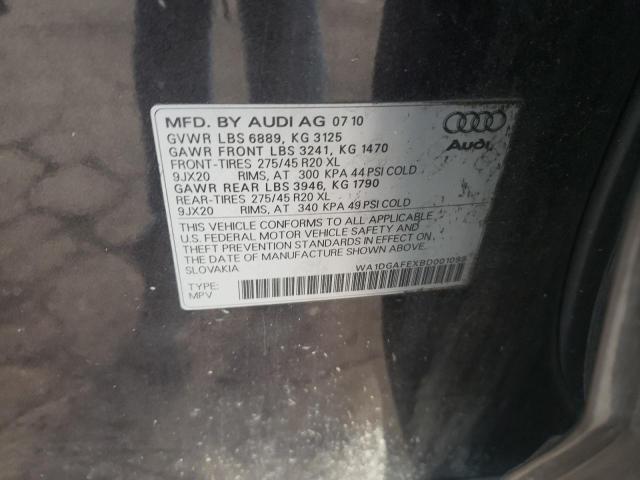 MFD. BY AUDI AG 07 10
GVWR LBS 6889, KG 3125
GAWR FRONT LBS 3241, KG 1470
FRONT-TIRES 275/45 R20 XL
9JX20 RIMS, AT 300 KPA 44 PSI COLD
GAWR REAR LBS 3946, KG 1790
REAR-TIRES 275/45 R20 XL
9JX20 RIMS, AT 340 KPA 49 PSI COLD
Audi
THIS VEHICLE CONFORMS TO ALL APPLICABLE
U.S. FEDERAL MOTOR VEHICLE SAFETY AND
THEFT PREVENTION STANDARDS IN EFFECT ON
THE DATE OF MANUFACTURE SHOWN ABOVE.
SLOVAKIA
TYPE:
MPV